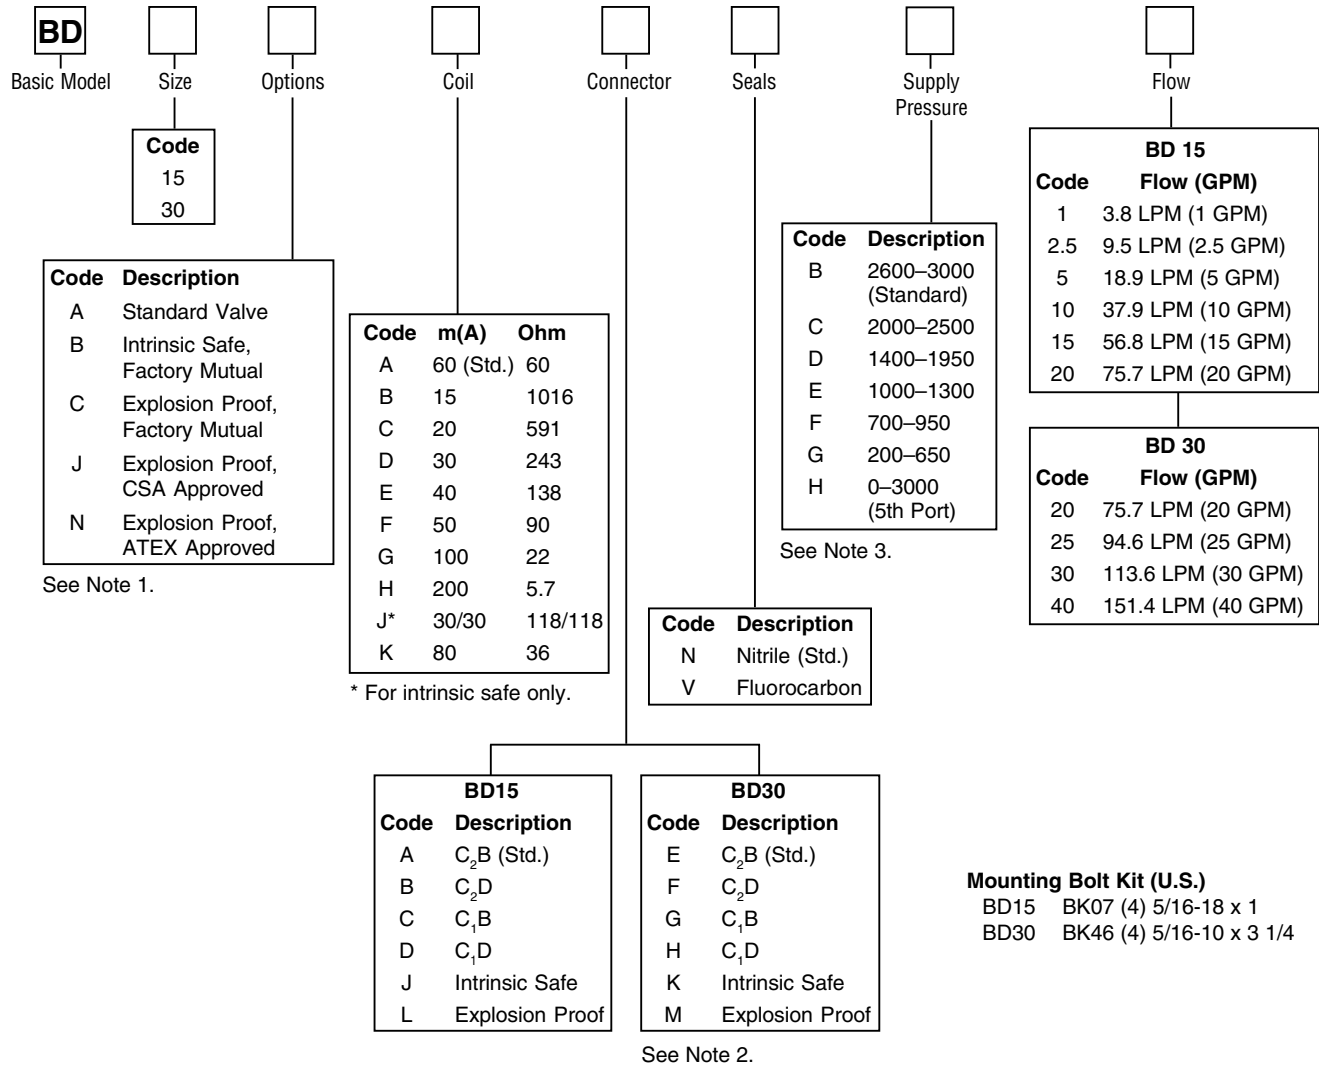 BD
Basic Model
Size
Options
Coil
Connector
Seals
Supply
Pressure
Flow
Code
15
30
Code Description
A Standard Valve
B Intrinsic Safe,
Factory Mutual
C Explosion Proof,
Factory Mutual
J Explosion Proof,
CSA Approved
N Explosion Proof,
ATEX Approved
See Note 1.
Code m(A) Ohm
A 60 (Std.) 60
B 15 1016
C 20 591
D 30 243
E 40 138
F 50 90
G 100 22
H 200 5.7
J* 30/30 118/118
K 80 36
* For intrinsic safe only.
BD15
Code Description
A C₂B (Std.)
B C₂D
C C₁B
D C₁D
J Intrinsic Safe
L Explosion Proof
BD30
Code Description
E C₂B (Std.)
F C₂D
G C₁B
H C₁D
K Intrinsic Safe
M Explosion Proof
See Note 2.
Code Description
N Nitrile (Std.)
V Fluorocarbon
Code Description
B 2600–3000
(Standard)
C 2000–2500
D 1400–1950
E 1000–1300
F 700–950
G 200–650
H 0–3000
(5th Port)
See Note 3.
BD 15
Code Flow (GPM)
1 3.8 LPM (1 GPM)
2.5 9.5 LPM (2.5 GPM)
5 18.9 LPM (5 GPM)
10 37.9 LPM (10 GPM)
15 56.8 LPM (15 GPM)
20 75.7 LPM (20 GPM)
BD 30
Code Flow (GPM)
20 75.7 LPM (20 GPM)
25 94.6 LPM (25 GPM)
30 113.6 LPM (30 GPM)
40 151.4 LPM (40 GPM)
Mounting Bolt Kit (U.S.)
BD15 BK07 (4) 5/16-18 x 1
BD30 BK46 (4) 5/16-10 x 3 1/4